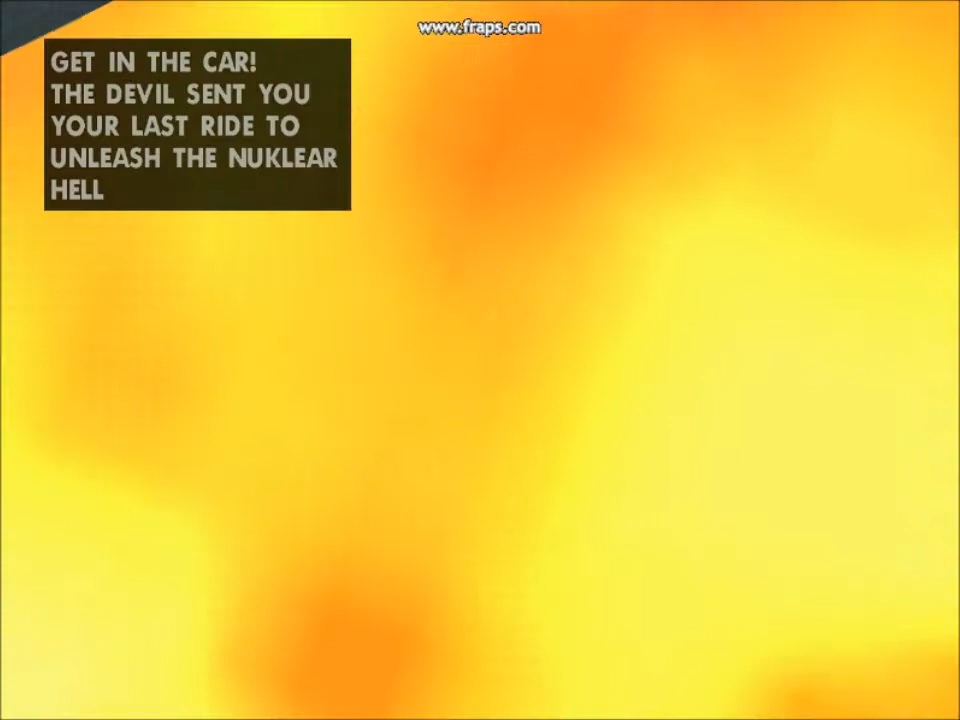 www.fraps.com
GET IN THE CAR!
THE DEVIL SENT YOU
YOUR LAST RIDE TO
UNLEASH THE NUKLEAR
HELL